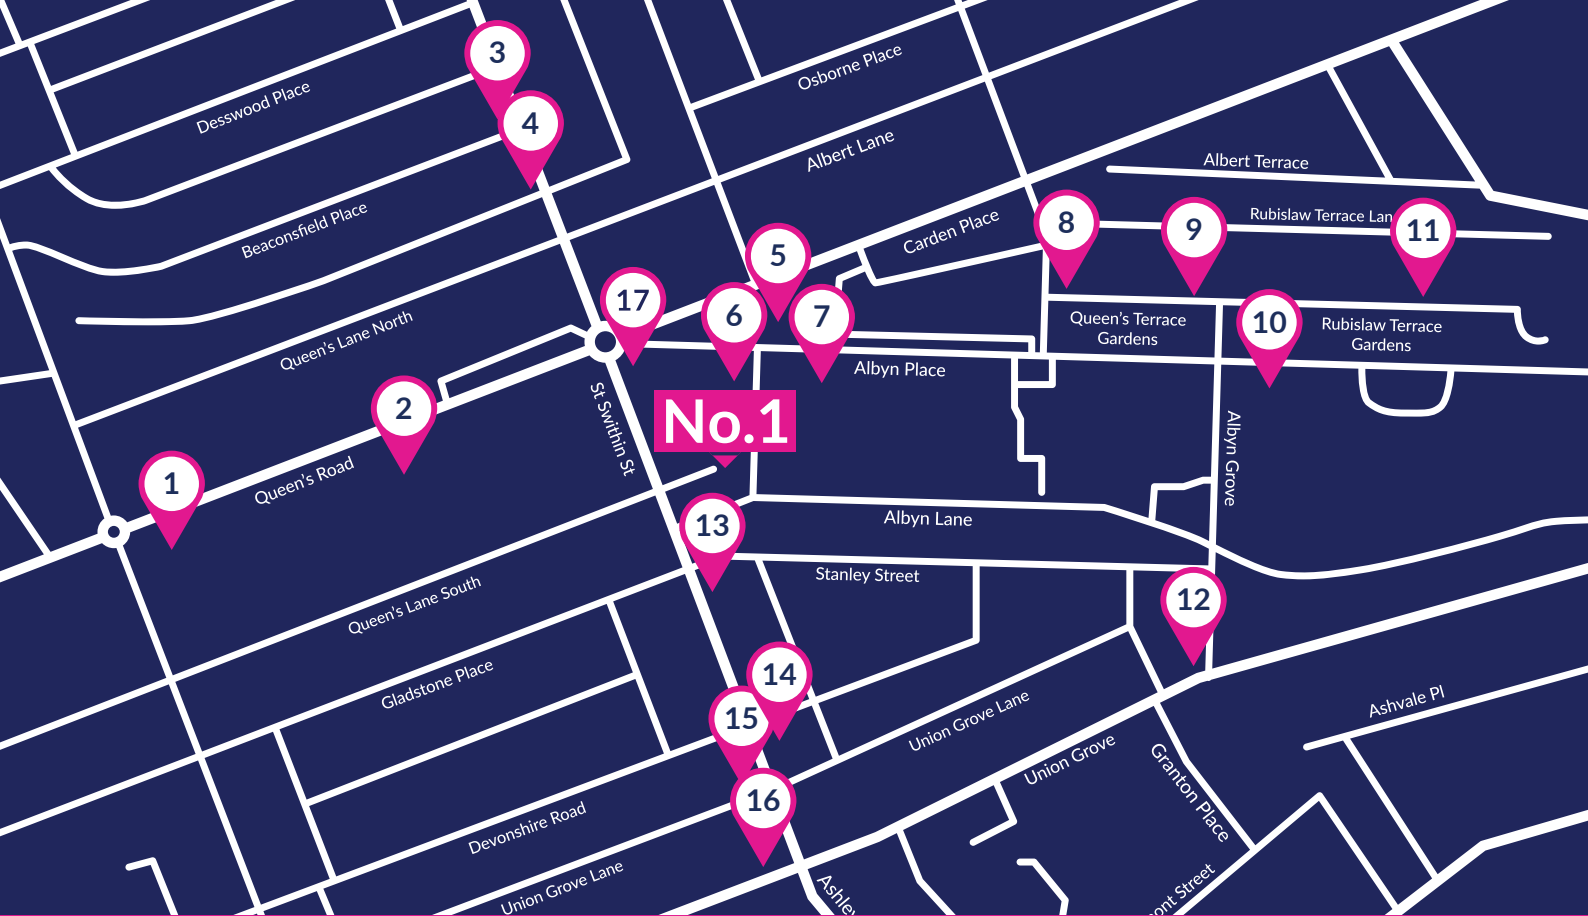 3
Osborne Place
Desswood Place
4
Albert Lane
Albert Terrace
Beaconsfield Place
Carden Place
8
9
Rubislaw Terrace Lan
11
5
17
6
7
Queen's Lane North
Queen's Terrace
Gardens
10
Rubislaw Terrace
Gardens
Albyn Place
2
St Swithin St
No.1
Albyn Grove
1
Queen's Road
13
Albyn Lane
Stanley Street
Queen's Lane South
12
Gladstone Place
14
15
Union Grove Lane
Ashvale Pl
Union Grove
Granton Place
16
Devonshire Road
Union Grove Lane
Ashley
ont Street